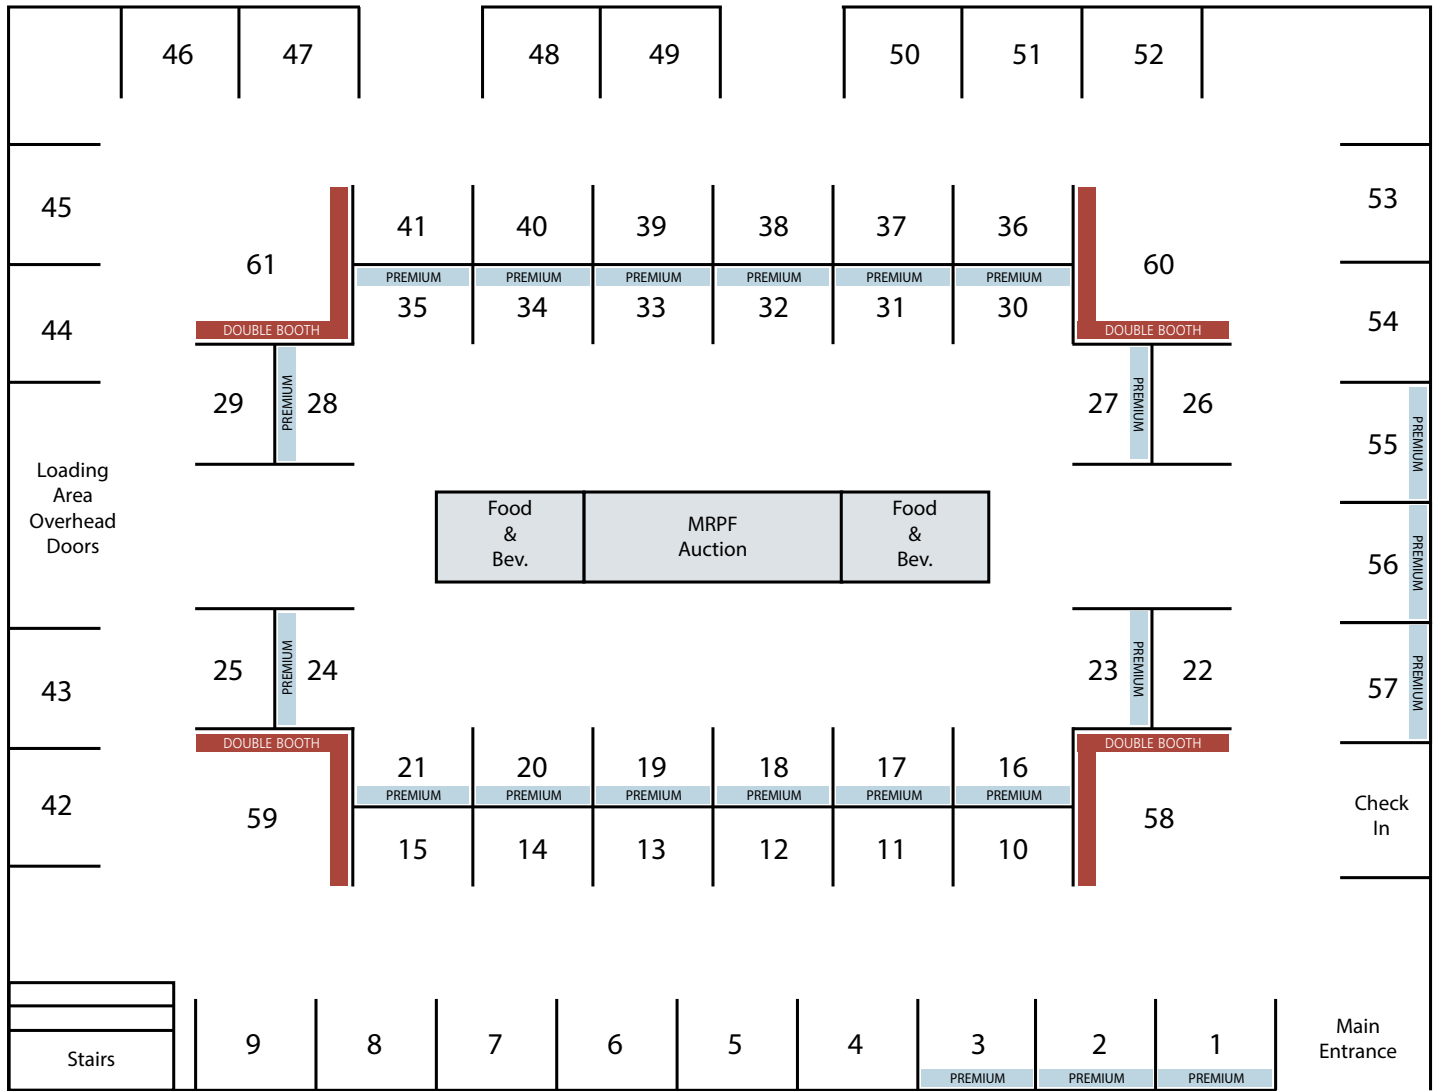 46 47 48 49 50 51 52
45 53
41 40 39 38 37 36
61 60
PREMIUM PREMIUM PREMIUM PREMIUM PREMIUM PREMIUM
35 34 33 32 31 30
44 54
DOUBLE BOOTH DOUBLE BOOTH
29 PREMIUM 28 27 PREMIUM 26
55 PREMIUM
Loading
Area
Overhead
Doors
Food
&
Bev.
MRPF
Auction
Food
&
Bev.
56 PREMIUM
25 PREMIUM 24 23 PREMIUM 22
43 57 PREMIUM
DOUBLE BOOTH DOUBLE BOOTH
21 20 19 18 17 16
PREMIUM PREMIUM PREMIUM PREMIUM PREMIUM PREMIUM
42
59 58
Check
In
15 14 13 12 11 10
Stairs
9 8 7 6 5 4 3 2 1
PREMIUM PREMIUM PREMIUM
Main
Entrance